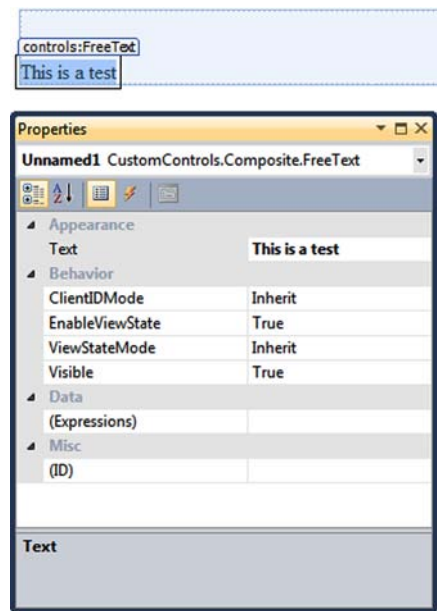 controls:FreeText
This is a test
Properties
Unnamed1 CustomControls.Composite.FreeText
Appearance
Text This is a test
Behavior
ClientIDMode Inherit
EnableViewState True
ViewStateMode Inherit
Visible True
Data
(Expressions)
Misc
(ID)
Text